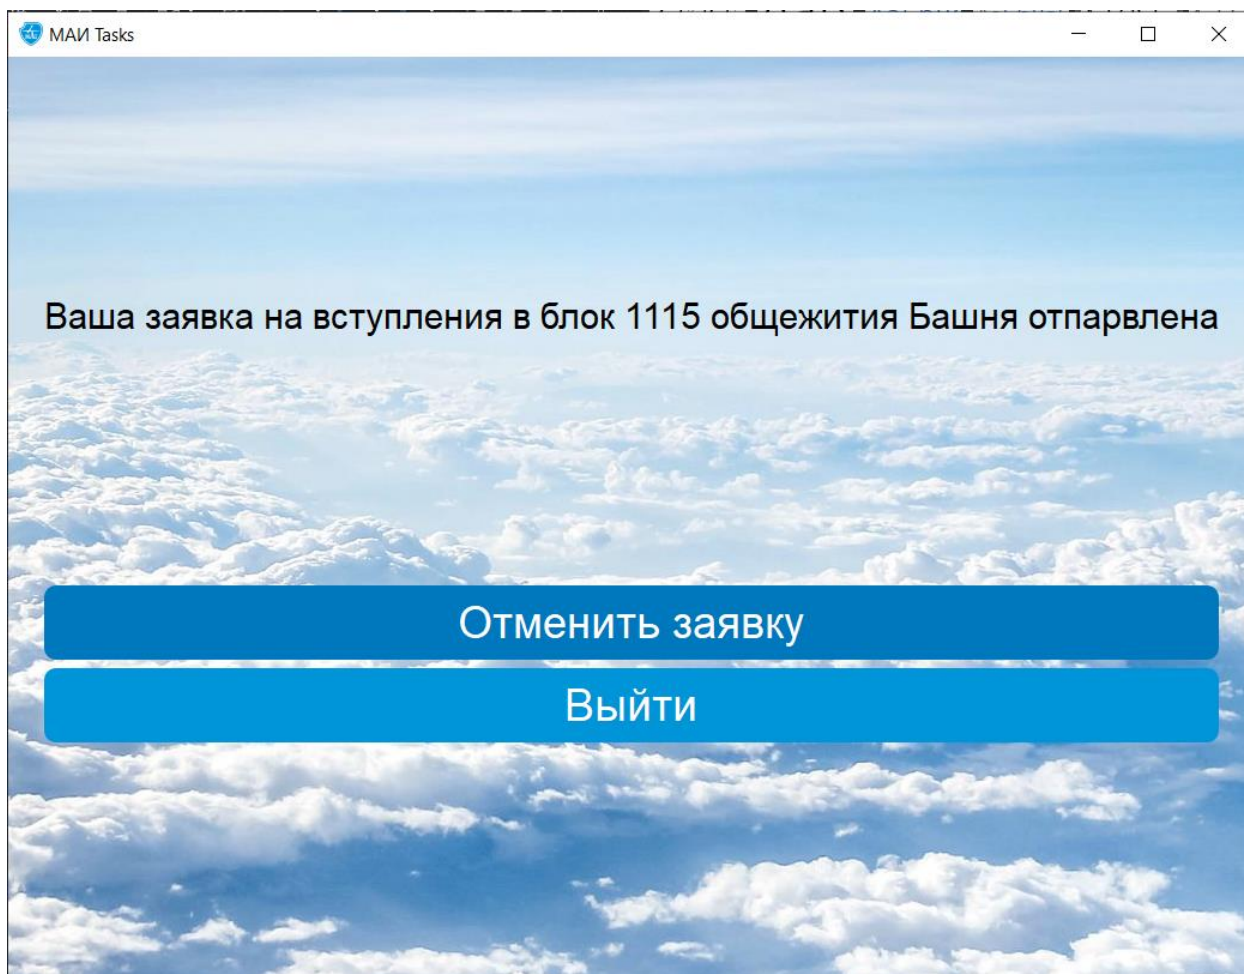 МАИ Tasks
Ваша заявка на вступления в блок 1115 общежития Башня отпарвлена
Отменить заявку
Выйти